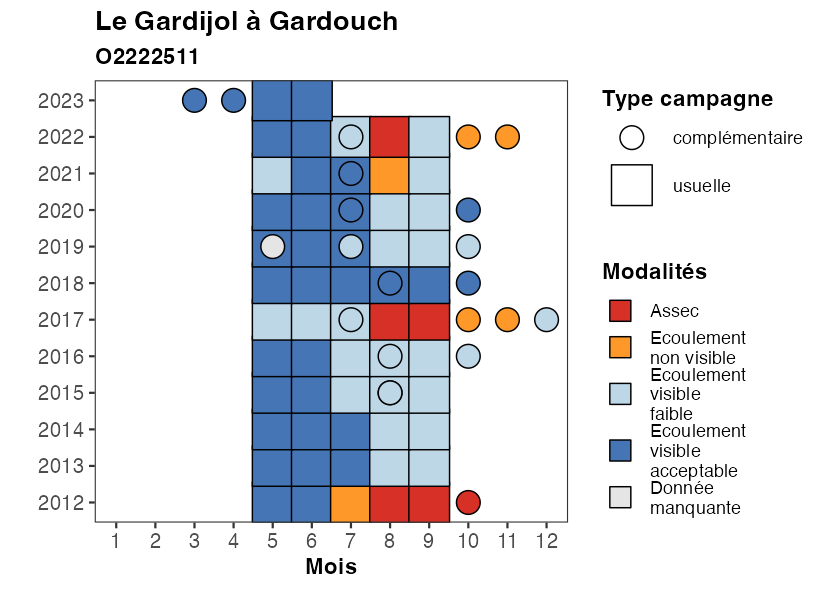 Le Gardijol à Gardouch
O2222511
2023
2022
2021
2020
2019
2018
2017
2016
2015
2014
2013
2012
1 2 3 4 5 6 7 8 9 10 11 12
Mois
Type campagne
complémentaire
usuelle
Modalités
Assec
Ecoulement
non visible
Ecoulement
visible
faible
Ecoulement
visible
acceptable
Donnée
manquante